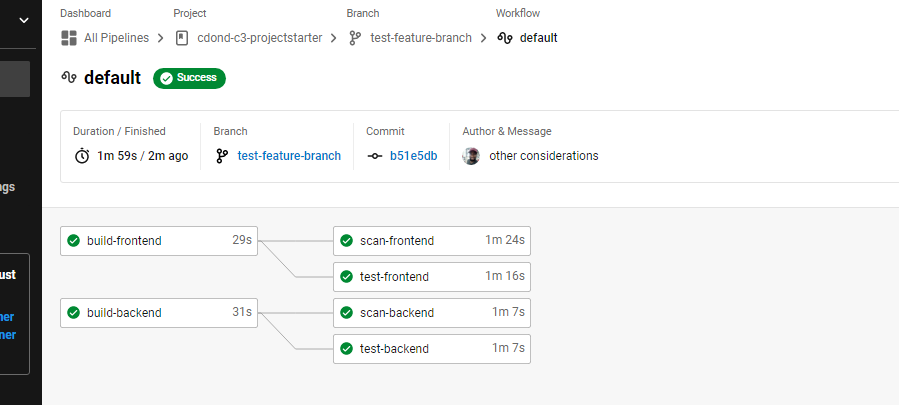 Dashboard Project Branch Workflow
All Pipelines cdond-c3-projectstarter test-feature-branch default
default Success
Duration / Finished Branch Commit Author & Message
1m 59s / 2m ago test-feature-branch b51e5db other considerations
ngs
build-frontend 29s scan-frontend 1m 24s
ust test-frontend 1m 16s
ner build-backend 31s scan-backend 1m 7s
ner
test-backend 1m 7s